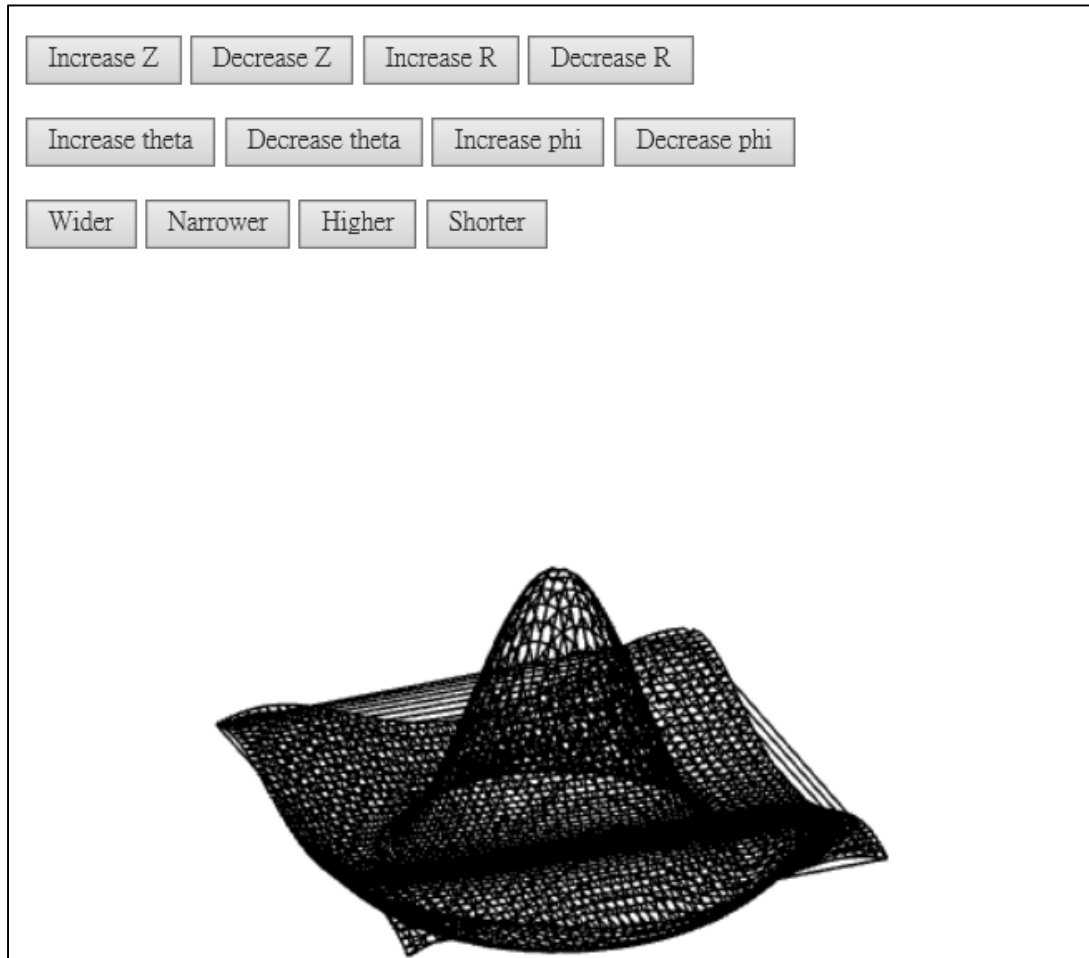 Increase Z Decrease Z Increase R Decrease R
Increase theta Decrease theta Increase phi Decrease phi
Wider Narrower Higher Shorter